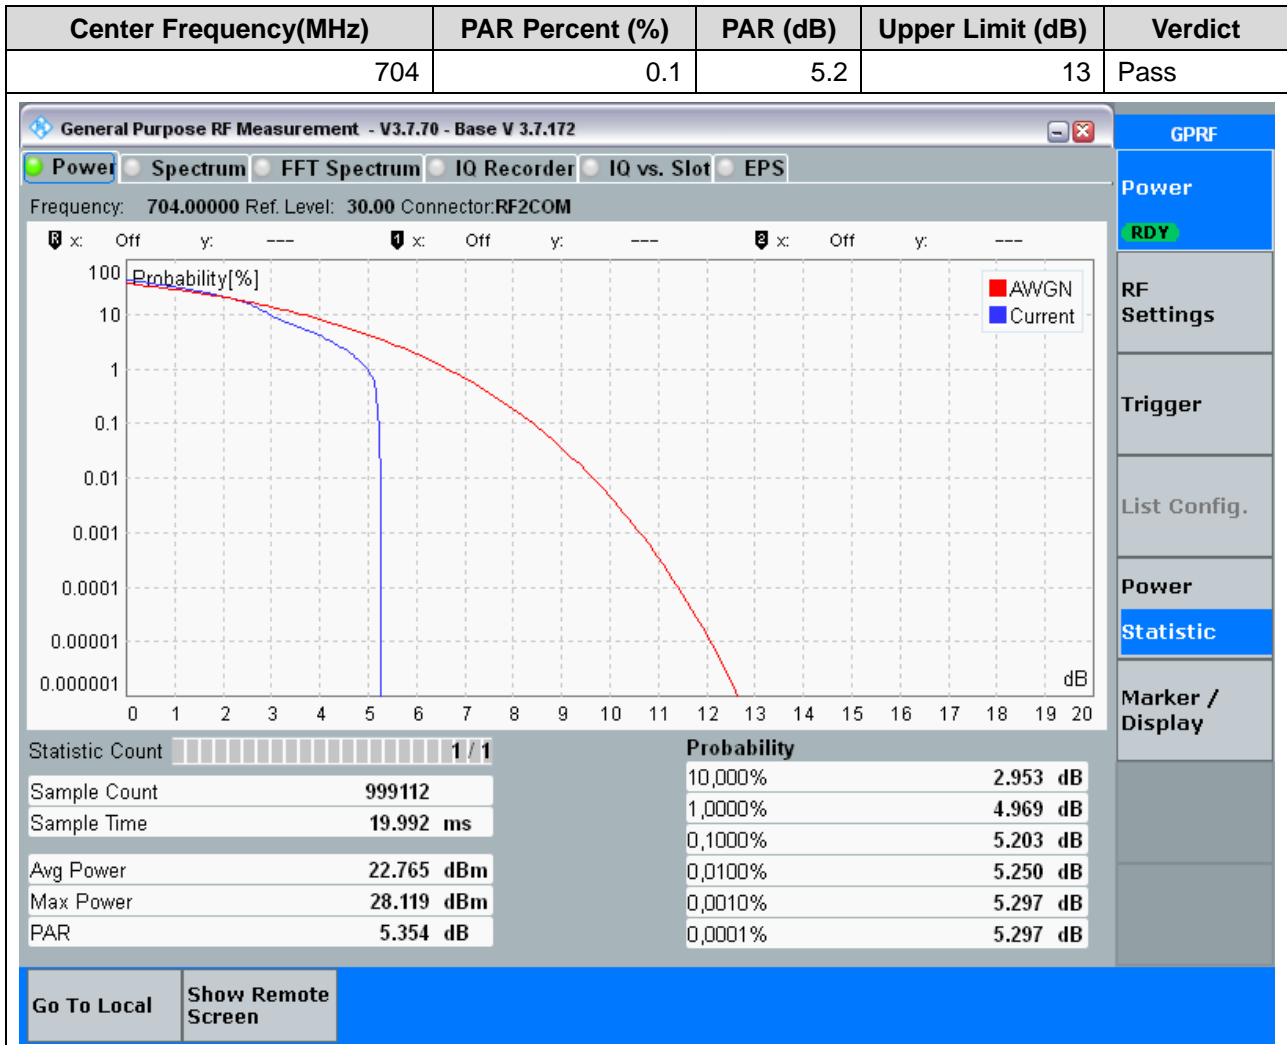 Center Frequency(MHz) PAR Percent (%) PAR (dB) Upper Limit (dB) Verdict
704 0.1 5.2 13 Pass
General Purpose RF Measurement - V3.7.70 - Base V 3.7.172
GPRF
Power Spectrum FFT Spectrum IQ Recorder IQ vs. Slot EPS
Power
RDY
Frequency: 704.00000 Ref. Level: 30.00 Connector:RF2COM
R x: Off y: --- 1 x: Off y: --- 2 x: Off y: ---
Probability[%]
AWGN
Current
100
10
1
0.1
0.01
0.001
0.0001
0.00001
0.000001
dB
0 1 2 3 4 5 6 7 8 9 10 11 12 13 14 15 16 17 18 19 20
RF
Settings
Trigger
List Config.
Power
Statistic
Marker /
Display
Statistic Count 1 / 1
Sample Count 999112
Sample Time 19.992 ms
Avg Power 22.765 dBm
Max Power 28.119 dBm
PAR 5.354 dB
Probability
10,000% 2.953 dB
1,0000% 4.969 dB
0,1000% 5.203 dB
0,0100% 5.250 dB
0,0010% 5.297 dB
0,0001% 5.297 dB
Go To Local
Show Remote
Screen